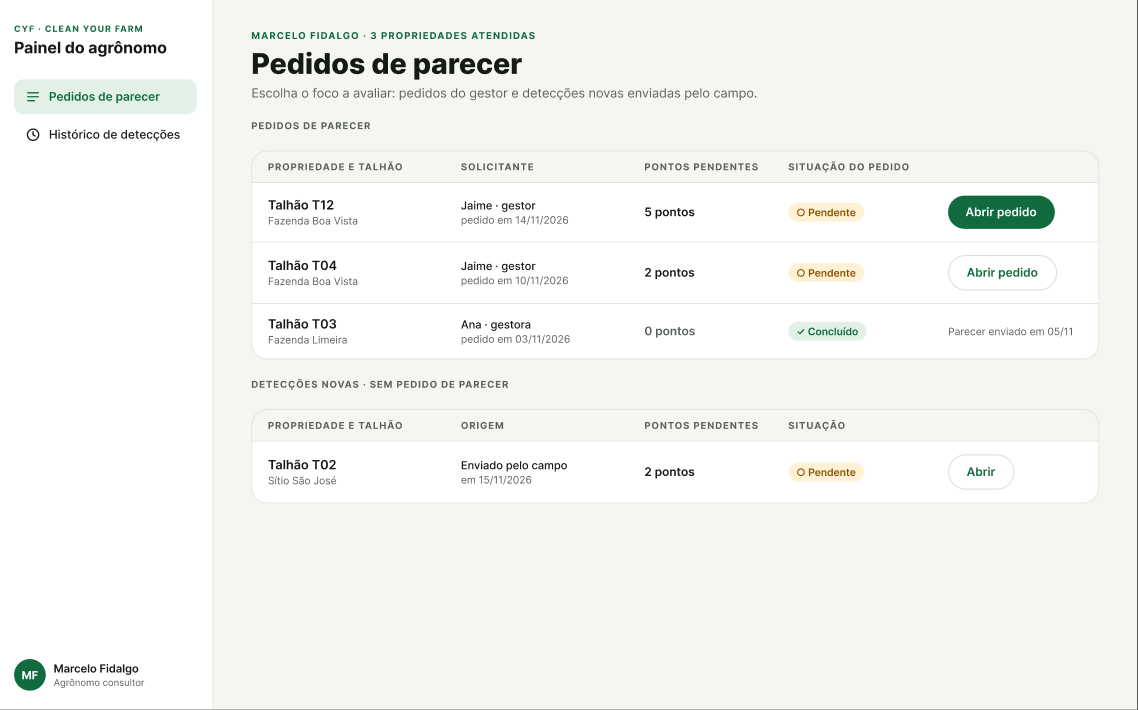 CYF · CLEAN YOUR FARM
Painel do agrônomo
Pedidos de parecer
Histórico de detecções
MF
Marcelo Fidalgo
Agrônomo consultor
MARCELO FIDALGO · 3 PROPRIEDADES ATENDIDAS
Pedidos de parecer
Escolha o foco a avaliar: pedidos do gestor e detecções novas enviadas pelo campo.
PEDIDOS DE PARECER
PROPRIEDADE E TALHÃO SOLICITANTE PONTOS PENDENTES SITUAÇÃO DO PEDIDO
Talhão T12 Jaime · gestor 5 pontos Pendente Abrir pedido
Fazenda Boa Vista pedido em 14/11/2026
Talhão T04 Jaime · gestor 2 pontos Pendente Abrir pedido
Fazenda Boa Vista pedido em 10/11/2026
Talhão T03 Ana · gestora 0 pontos ✓ Concluído Parecer enviado em 05/11
Fazenda Limeira pedido em 03/11/2026
DETECÇÕES NOVAS · SEM PEDIDO DE PARECER
PROPRIEDADE E TALHÃO ORIGEM PONTOS PENDENTES SITUAÇÃO
Talhão T02 Enviado pelo campo 2 pontos Pendente Abrir
Sítio São José em 15/11/2026